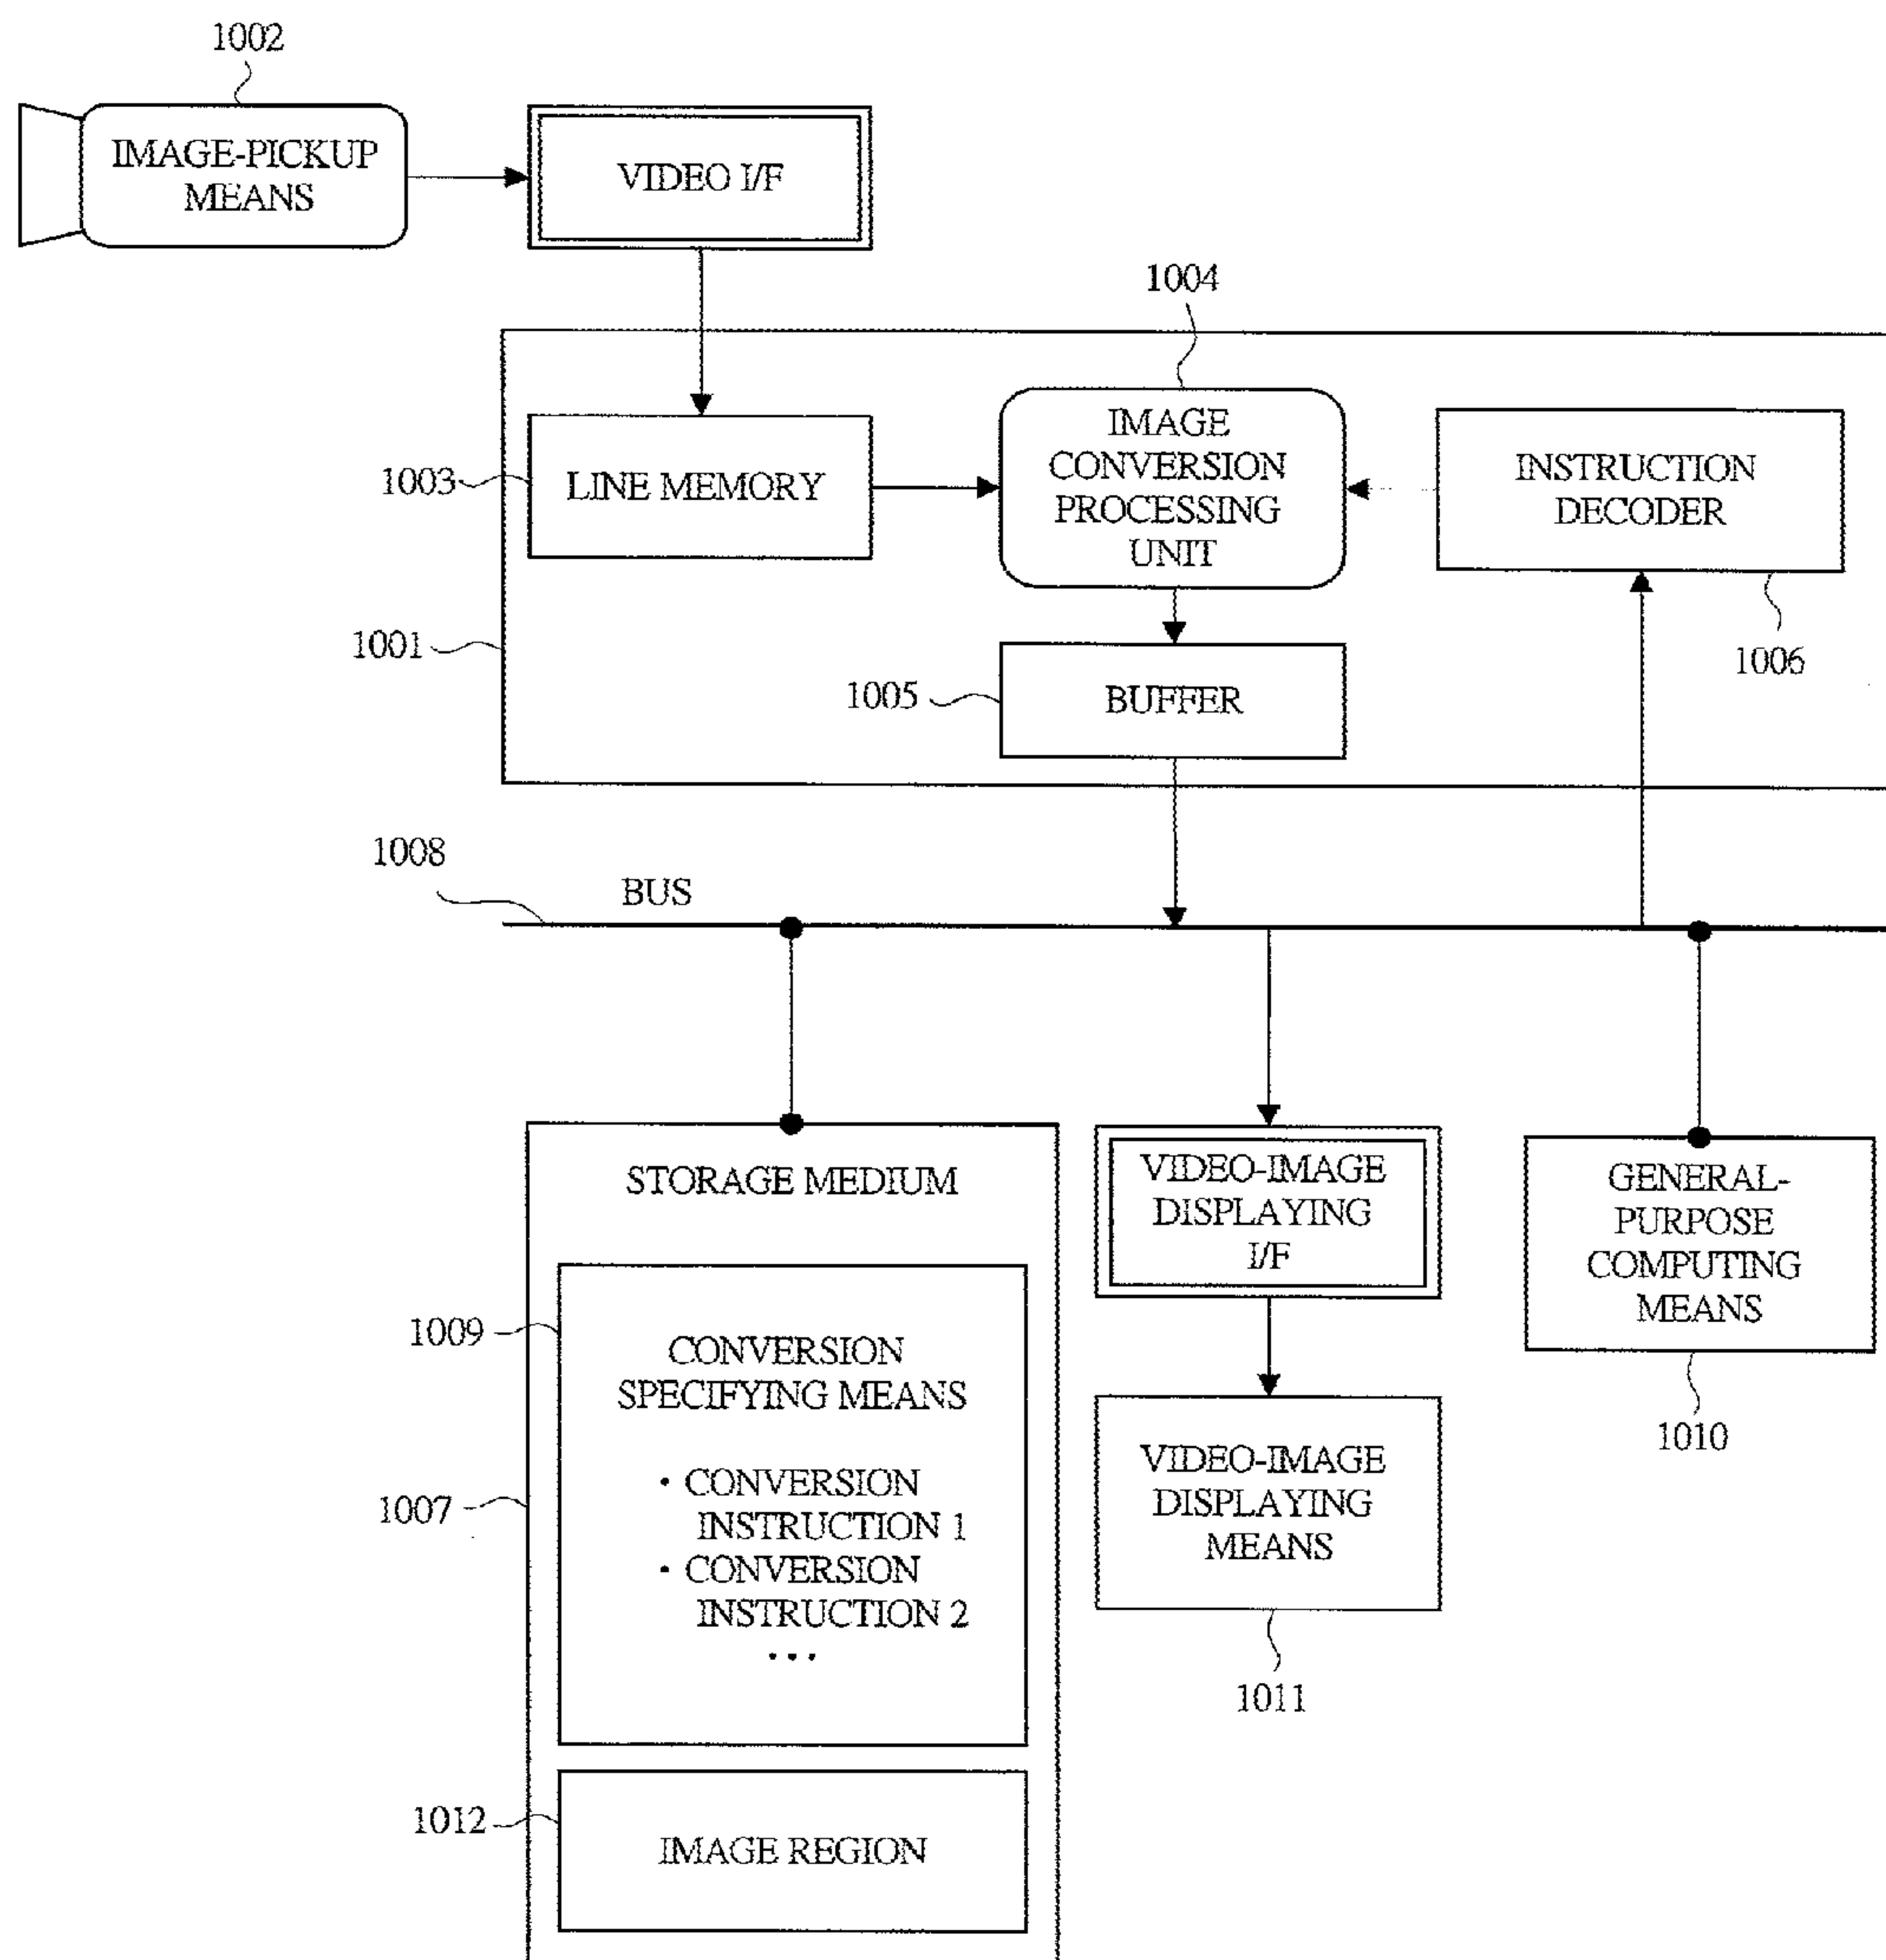 1002
IMAGE-PICKUP
MEANS
VIDEO I/F
1004
1003
LINE MEMORY
IMAGE
CONVERSION
PROCESSING
UNIT
INSTRUCTION
DECODER
1001
1006
1005
BUFFER
1008
BUS
STORAGE MEDIUM
1009
CONVERSION
SPECIFYING MEANS
• CONVERSION
INSTRUCTION 1
• CONVERSION
INSTRUCTION 2
• • •
1007
1012
IMAGE REGION
VIDEO-IMAGE
DISPLAYING
I/F
VIDEO-IMAGE
DISPLAYING
MEANS
1011
GENERAL-
PURPOSE
COMPUTING
MEANS
1010